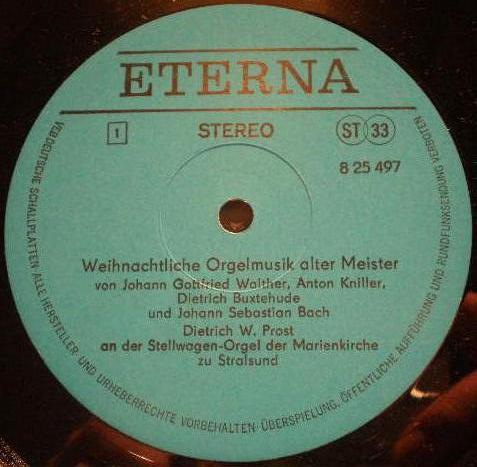 ETERNA
1 STEREO ST 33
8 25 497
Weihnachtliche Orgelmusik alter Meister
von Johann Gottfried Walther, Anton Kniller,
Dietrich Buxtehude
und Johann Sebastian Bach
Dietrich W. Prost
an der Stellwagen-Orgel der Marienkirche
zu Stralsund
VEB DEUTSCHE SCHALLPLATTEN · ALLE HERSTELLER- UND URHEBERRECHTE VORBEHALTEN · ÜBERSPIELUNG, ÖFFENTLICHE AUFFÜHRUNG UND RUNDFUNKSENDUNG VERBOTEN